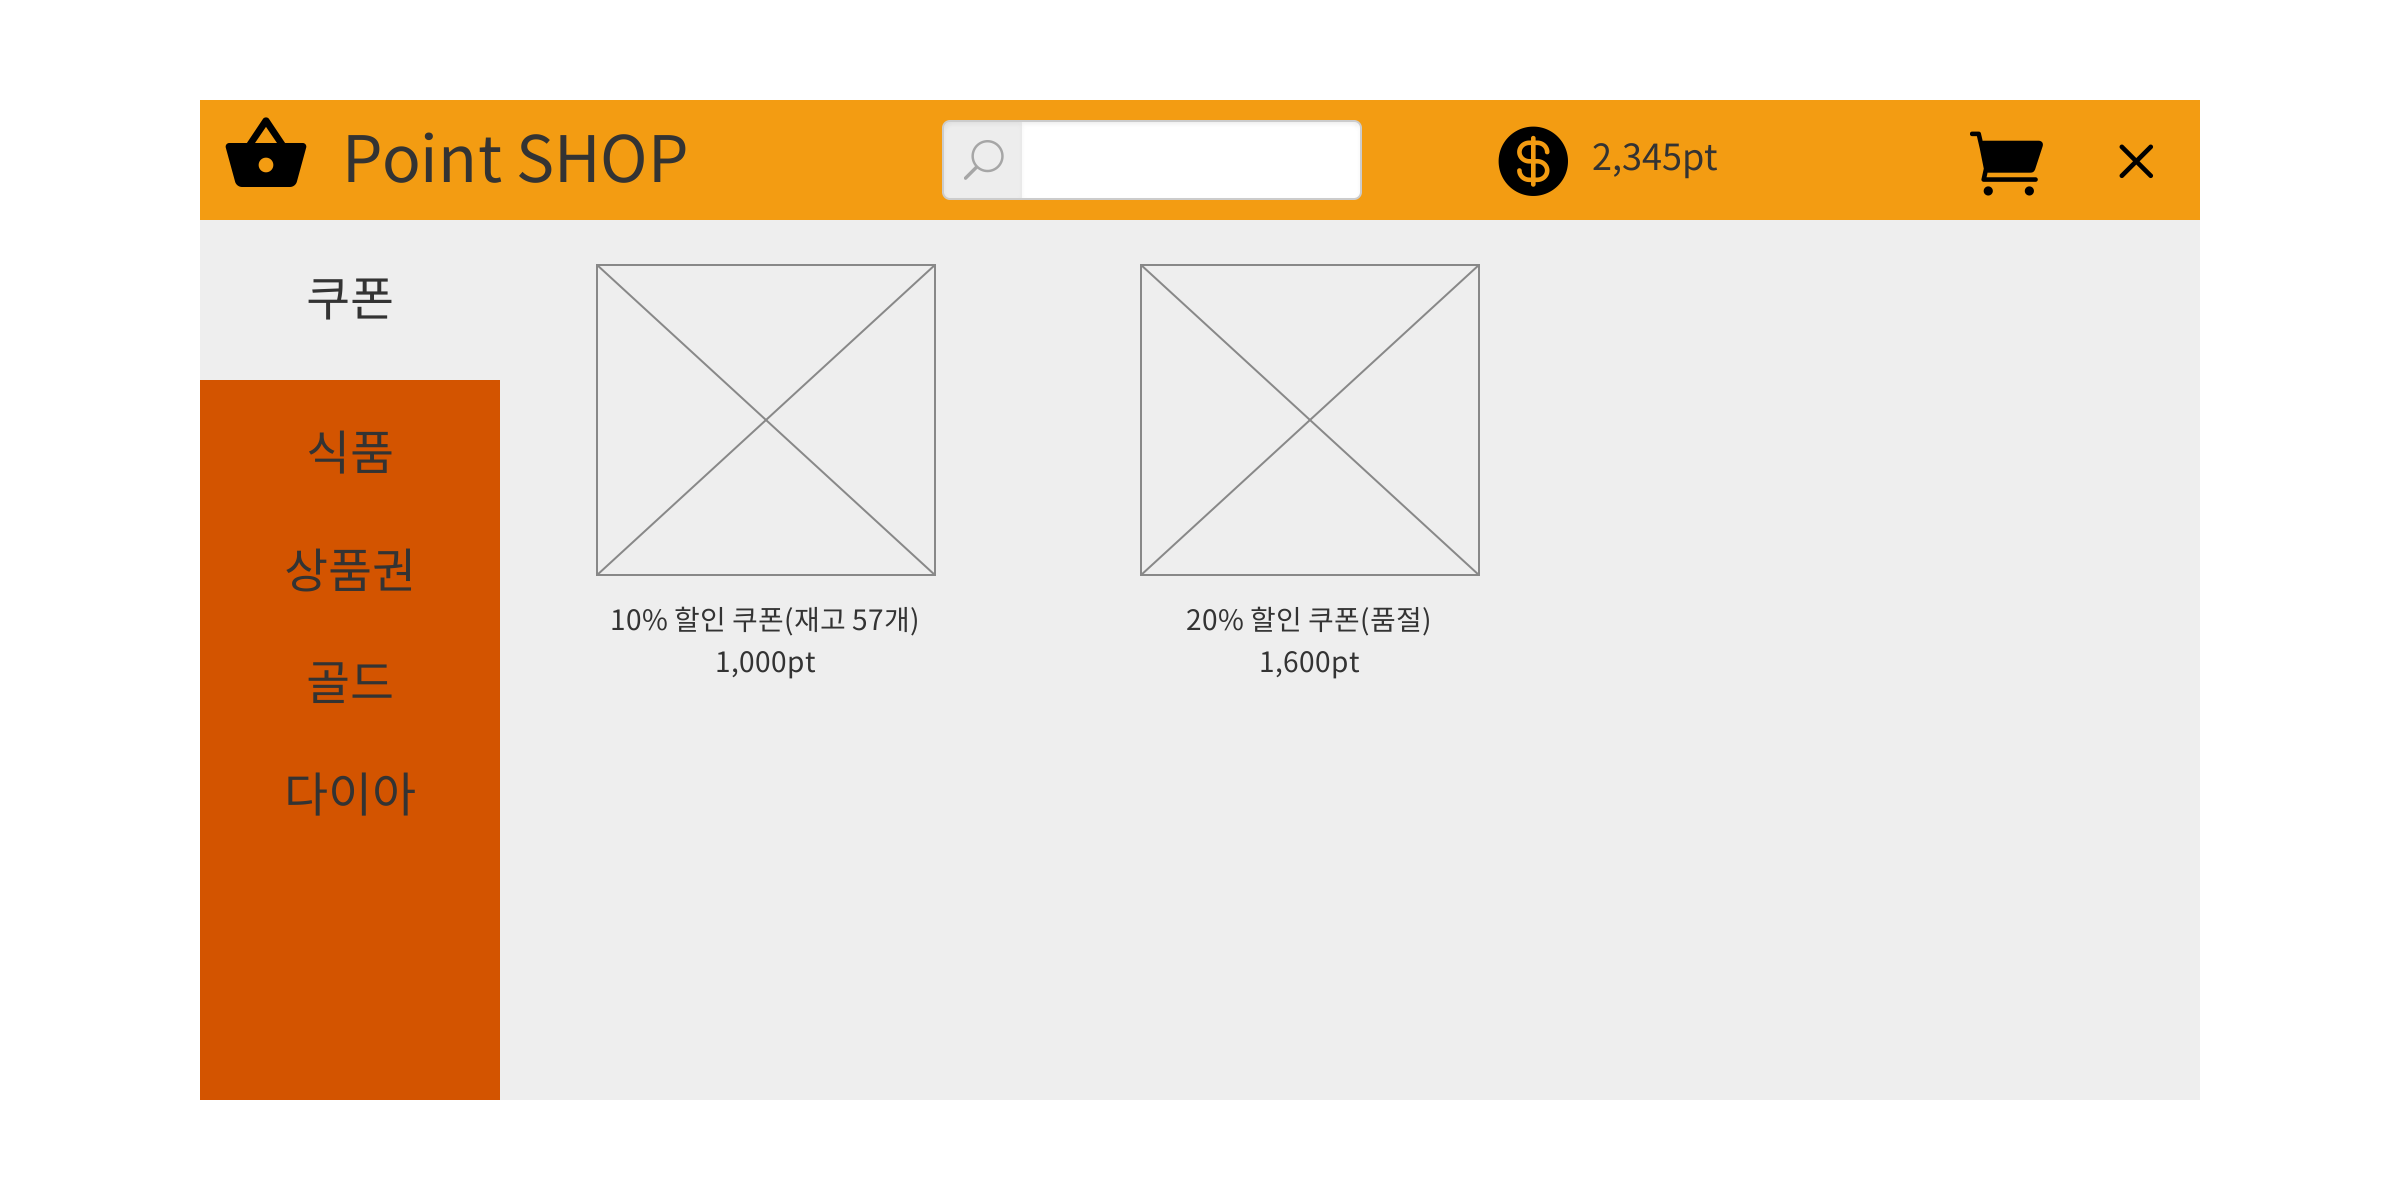 Point SHOP
2,345pt
쿠폰
식품
상품권
골드
다이아
10% 할인 쿠폰(재고 57개)
1,000pt
20% 할인 쿠폰(품절)
1,600pt